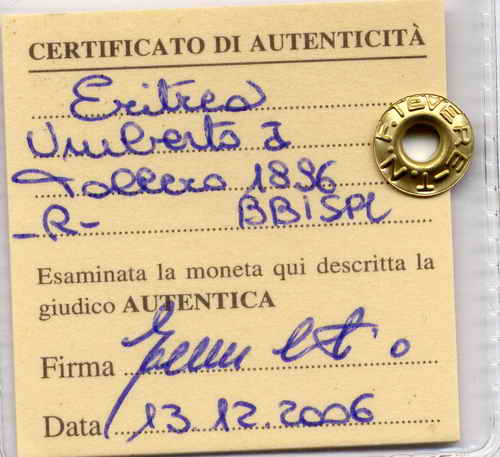 CERTIFICATO DI AUTENTICITÀ
Eritrea
Umberto I
Tallero 1896
-R- BB/SPL
Esaminata la moneta qui descritta la
giudico AUTENTICA
Firma
Data 13.12.2006